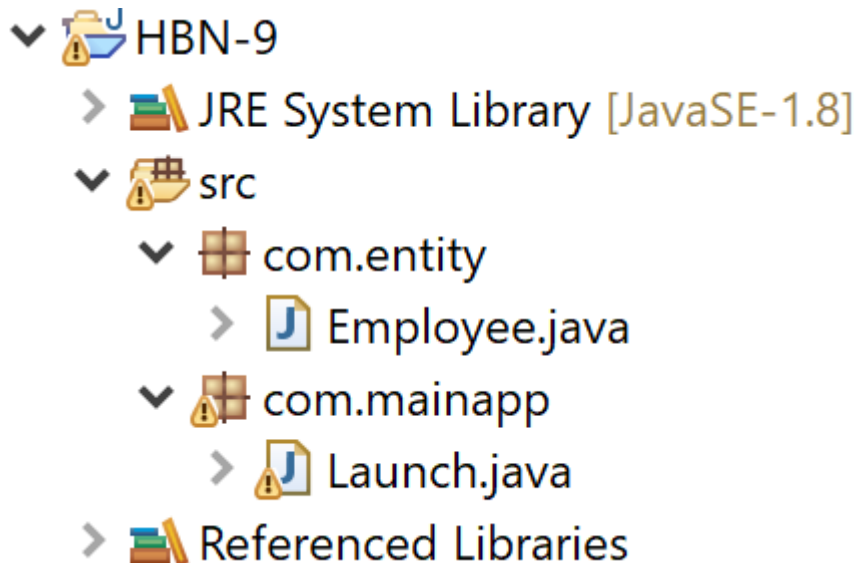 HBN-9
JRE System Library [JavaSE-1.8]
src
com.entity
Employee.java
com.mainapp
Launch.java
Referenced Libraries